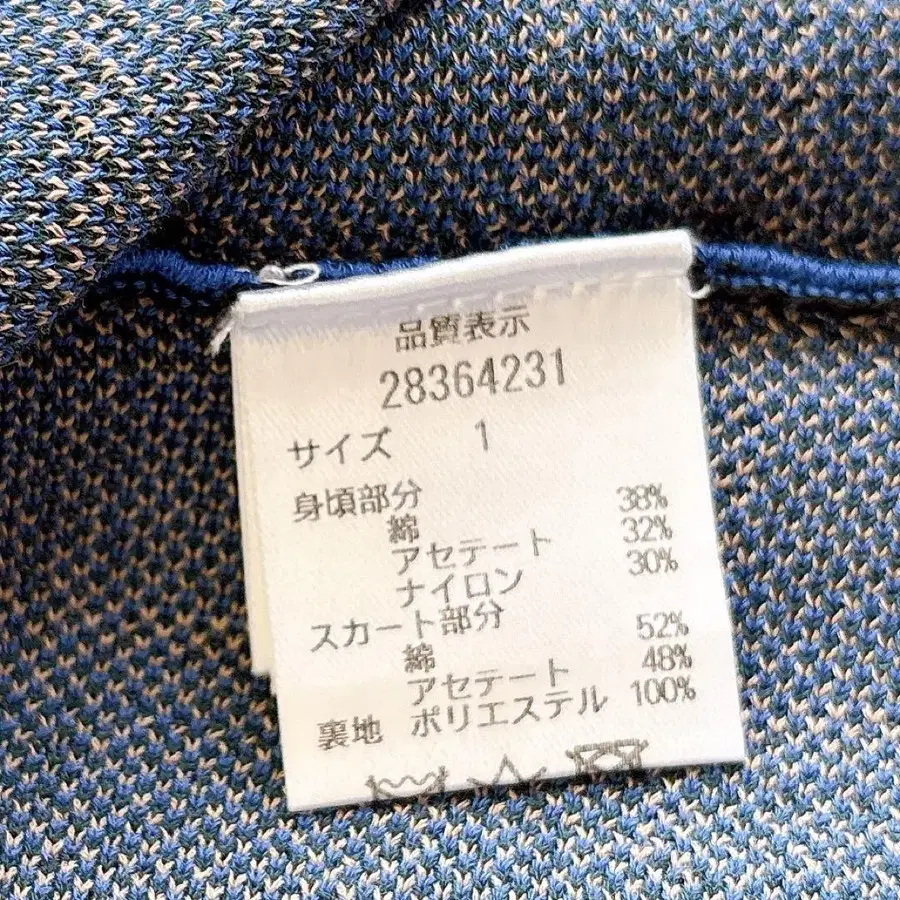 品質表示
28364231
サイズ 1
身頃部分
綿 38%
アセテート 32%
ナイロン 30%
スカート部分
綿 52%
アセテート 48%
裏地 ポリエステル 100%